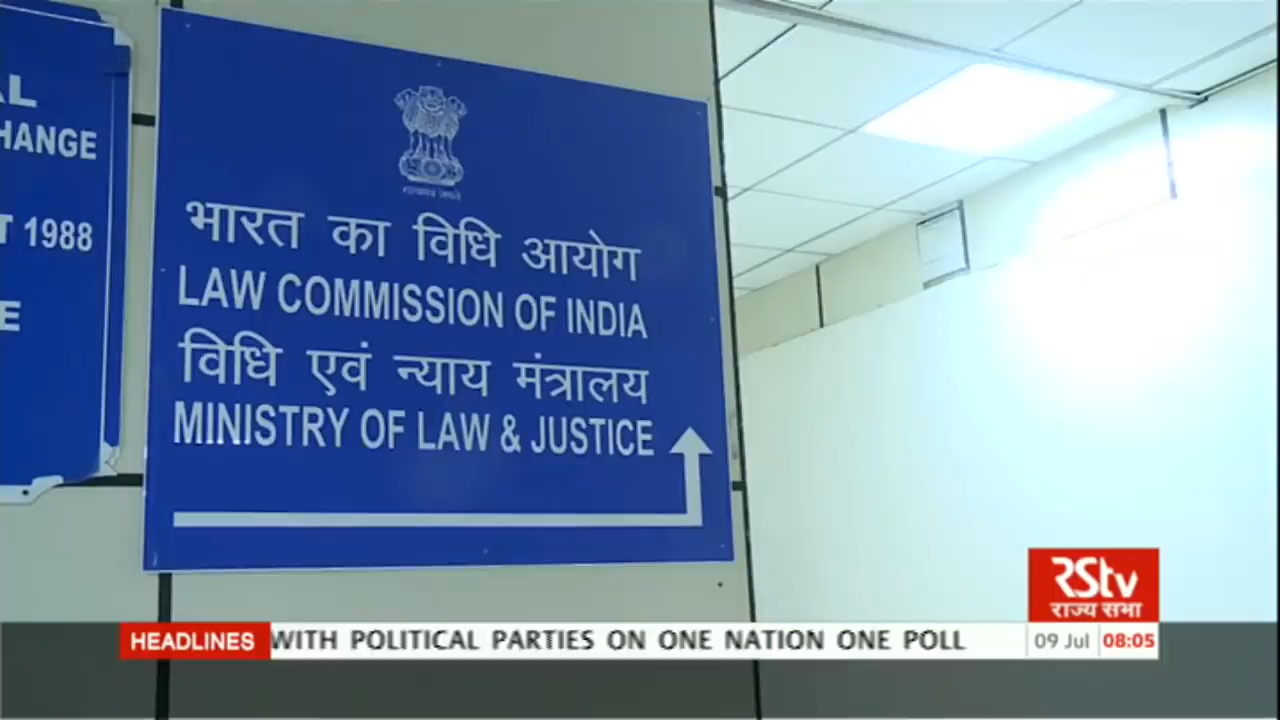 AL
HANGE
T 1988
E
भारत का विधि आयोग
LAW COMMISSION OF INDIA
विधि एवं न्याय मंत्रालय
MINISTRY OF LAW & JUSTICE
RStv
राज्य सभा
HEADLINES WITH POLITICAL PARTIES ON ONE NATION ONE POLL 09 Jul 08:05